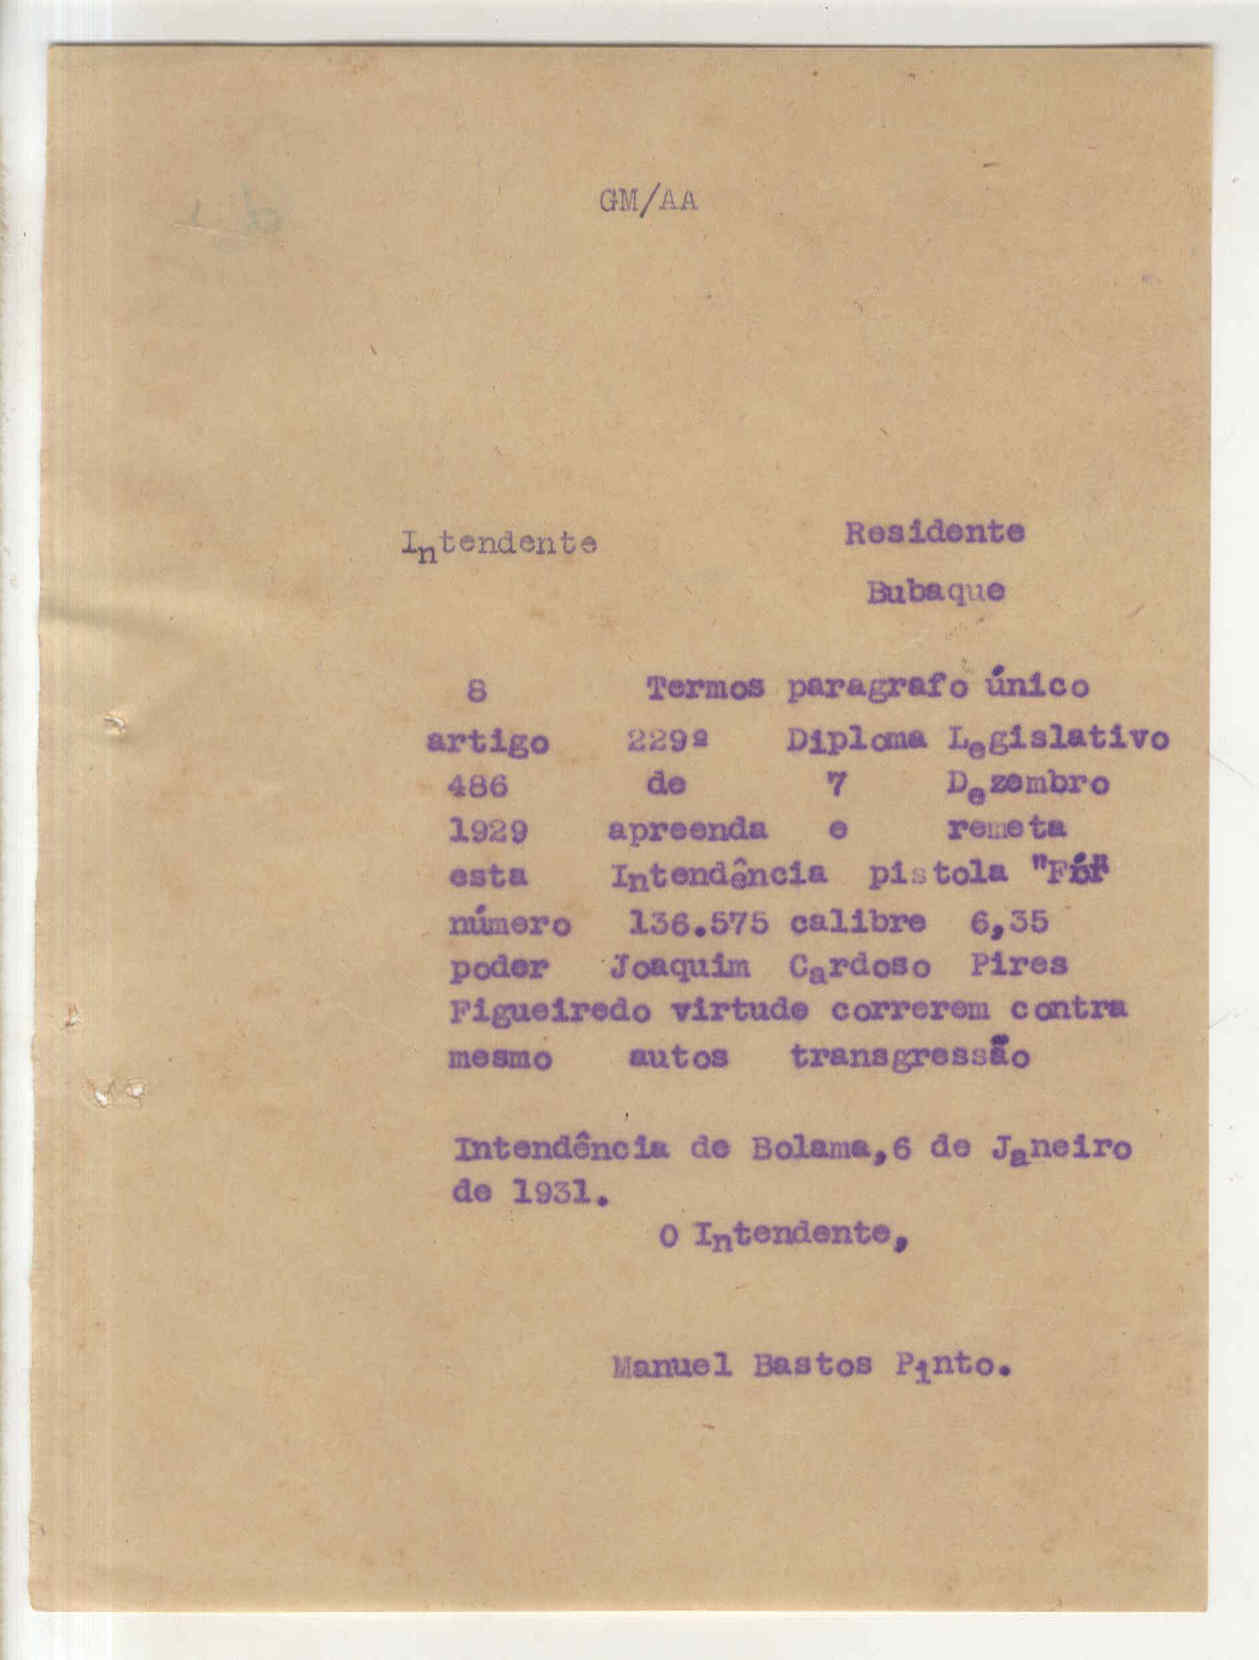 GM/AA
Intendente Residente
Bubaque
8 Termos paragrafo único
artigo 229º Diploma Legislativo
486 de 7 Dezembro
1929 apreenda e remeta
esta Intendência pistola
número 136.575 calibre 6,35
poder Joaquim Cardoso Pires
Figueiredo virtude correrem contra
mesmo autos transgressão
Intendência de Bolama,6 de Janeiro
de 1931.
O Intendente,
Manuel Bastos Pinto.